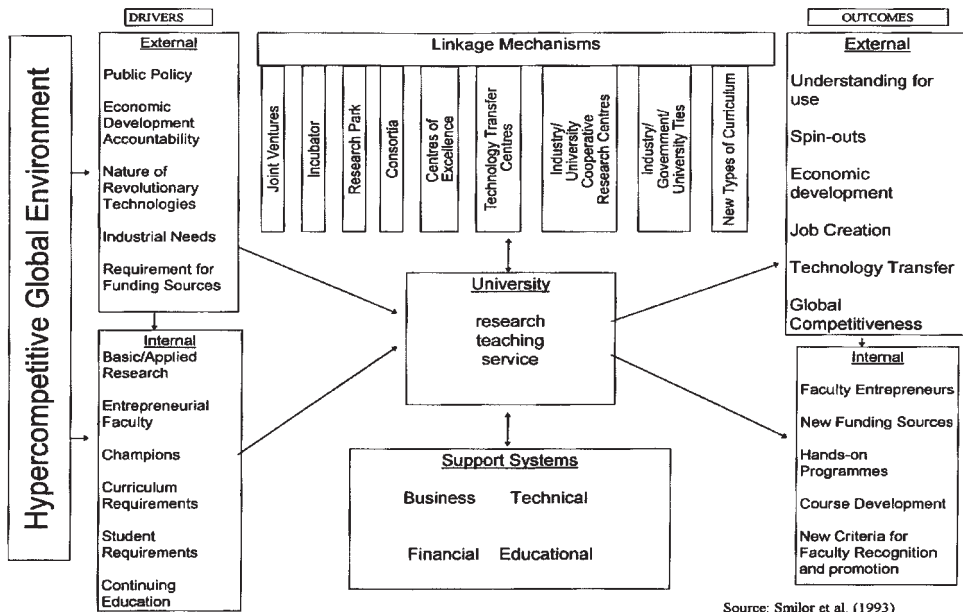 DRIVERS
OUTCOMES
Hypercompetitive Global Environment
External
Public Policy
Economic
Development
Accountability
Nature of
Revolutionary
Technologies
Industrial Needs
Requirement for
Funding Sources
Internal
Basic/Applied
Research
Entrepreneurial
Faculty
Champions
Curriculum
Requirements
Student
Requirements
Continuing
Education
Linkage Mechanisms
Joint Ventures
Incubator
Research Park
Consortia
Centres of
Excellence
Technology Transfer
Centres
Industry/
University
Cooperative
Research Centres
Industry/
Government/
University Ties
New Types of Curriculum
University
research
teaching
service
Support Systems
Business Technical
Financial Educational
External
Understanding for
use
Spin-outs
Economic
development
Job Creation
Technology Transfer
Global
Competitiveness
Internal
Faculty Entrepreneurs
New Funding Sources
Hands-on
Programmes
Course Development
New Criteria for
Faculty Recognition
and promotion
Source: Smilor et al. (1993)